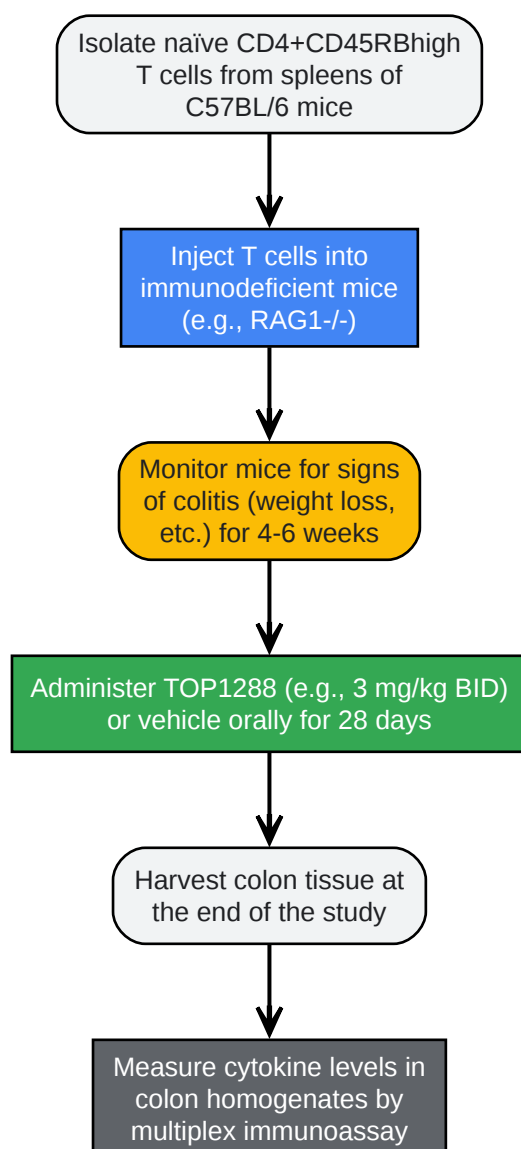 Isolate naïve CD4+CD45RBhigh
T cells from spleens of
C57BL/6 mice
Inject T cells into
immunodeficient mice
(e.g., RAG1-/-)
Monitor mice for signs
of colitis (weight loss,
etc.) for 4-6 weeks
Administer TOP1288 (e.g., 3 mg/kg BID)
or vehicle orally for 28 days
Harvest colon tissue at
the end of the study
Measure cytokine levels in
colon homogenates by
multiplex immunoassay